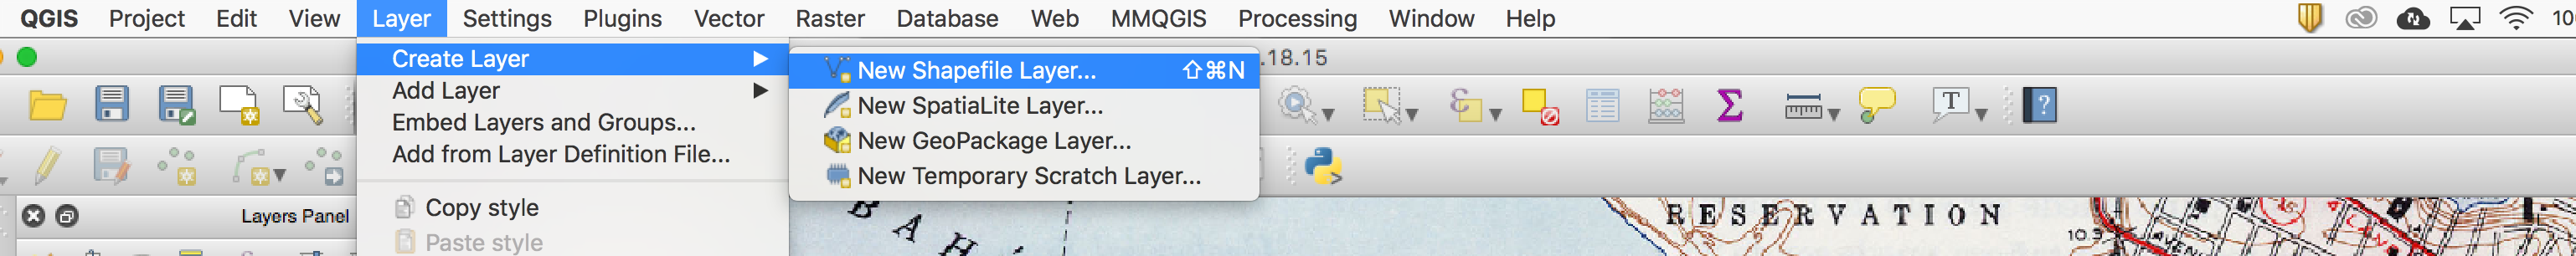 QGIS Project Edit View Layer Settings Plugins Vector Raster Database Web MMQGIS Processing Window Help
Create Layer
.18.15
New Shapefile Layer... ⇧⌘N
Add Layer
New SpatiaLite Layer...
Embed Layers and Groups...
New GeoPackage Layer...
Add from Layer Definition File...
New Temporary Scratch Layer...
Layers Panel
Copy style
Paste style
BAH
RESERVATION
10.3